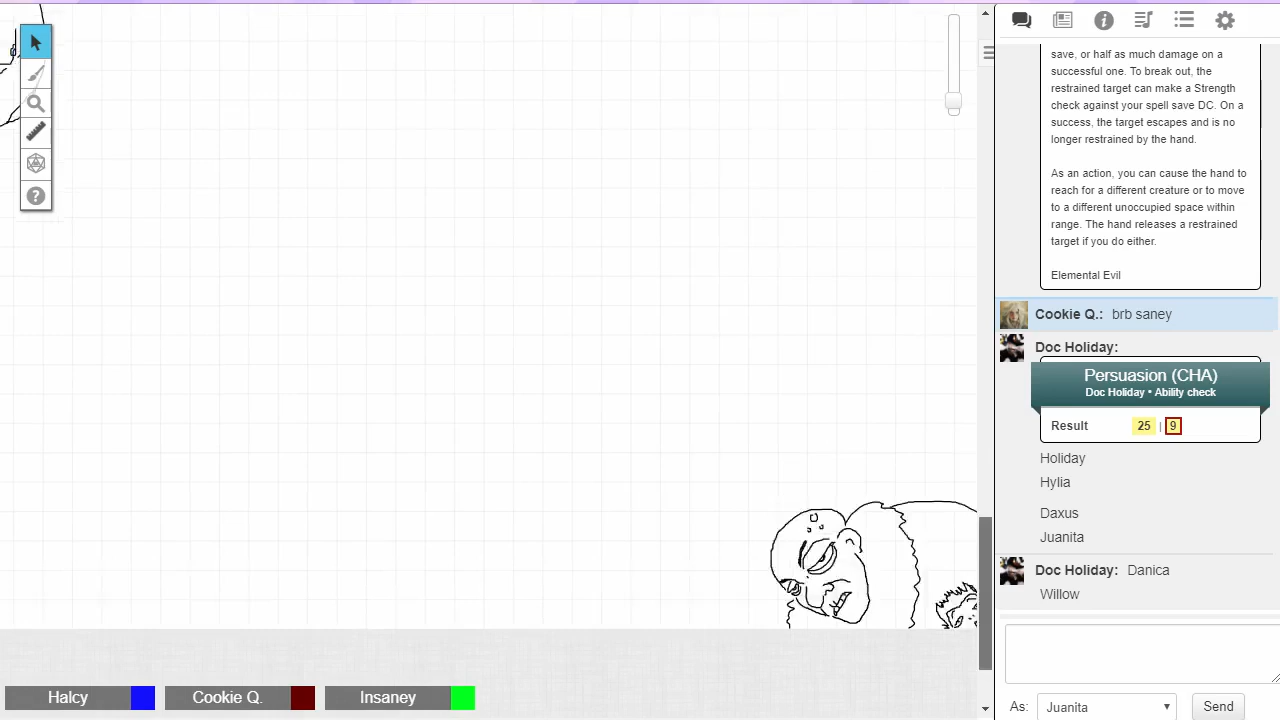 save, or half as much damage on a
successful one. To break out, the
restrained target can make a Strength
check against your spell save DC. On a
success, the target escapes and is no
longer restrained by the hand.
As an action, you can cause the hand to
reach for a different creature or to move
to a different unoccupied space within
range. The hand releases a restrained
target if you do either.
Elemental Evil
Cookie Q.: brb saney
Doc Holiday:
Persuasion (CHA)
Doc Holiday • Ability check
Result 25 | 9
Holiday
Hylia
Daxus
Juanita
Doc Holiday: Danica
Willow
As: Juanita Send
Halcy Cookie Q. Insaney